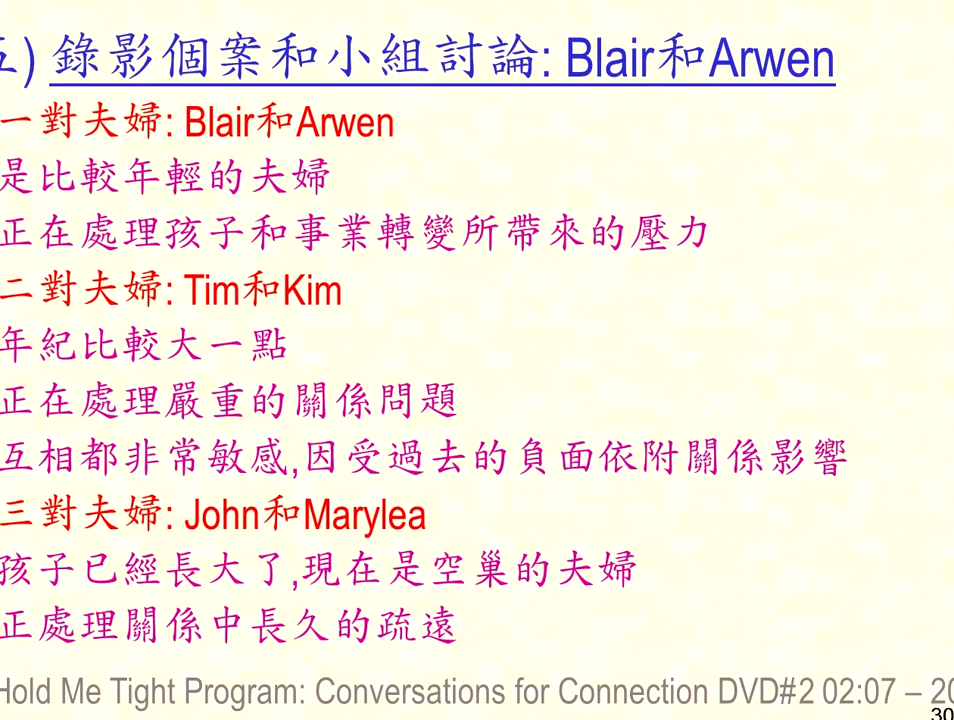 五) 錄影個案和小組討論: Blair和Arwen
一對夫婦: Blair和Arwen
是比較年輕的夫婦
正在處理孩子和事業轉變所帶來的壓力
二對夫婦: Tim和Kim
年紀比較大一點
正在處理嚴重的關係問題
互相都非常敏感,因受過去的負面依附關係影響
三對夫婦: John和Marylea
孩子已經長大了,現在是空巢的夫婦
正處理關係中長久的疏遠
Hold Me Tight Program: Conversations for Connection DVD#2 02:07 – 20
30